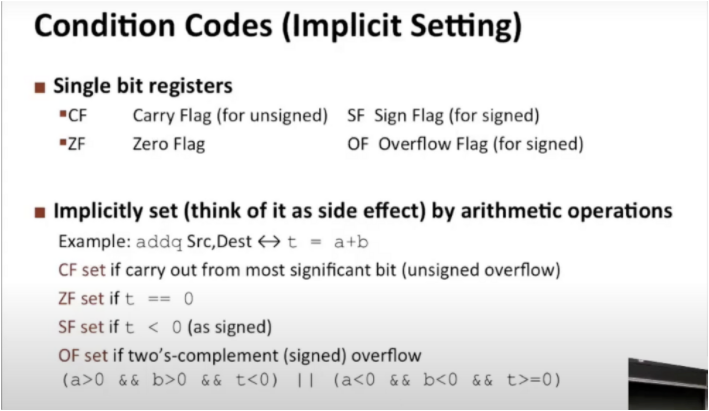 Condition Codes (Implicit Setting)
■ Single bit registers
▪CF Carry Flag (for unsigned) SF Sign Flag (for signed)
▪ZF Zero Flag OF Overflow Flag (for signed)
■ Implicitly set (think of it as side effect) by arithmetic operations
Example: addq Src,Dest ↔ t = a+b
CF set if carry out from most significant bit (unsigned overflow)
ZF set if t == 0
SF set if t < 0 (as signed)
OF set if two's-complement (signed) overflow
(a>0 && b>0 && t<0) || (a<0 && b<0 && t>=0)